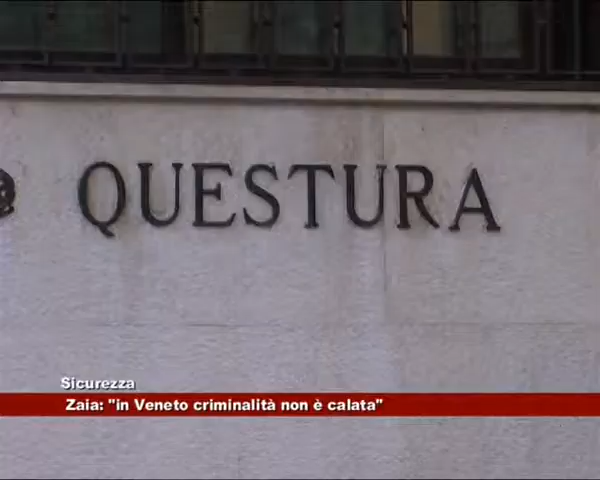 QUESTURA
Sicurezza
Zaia: "in Veneto criminalità non è calata"